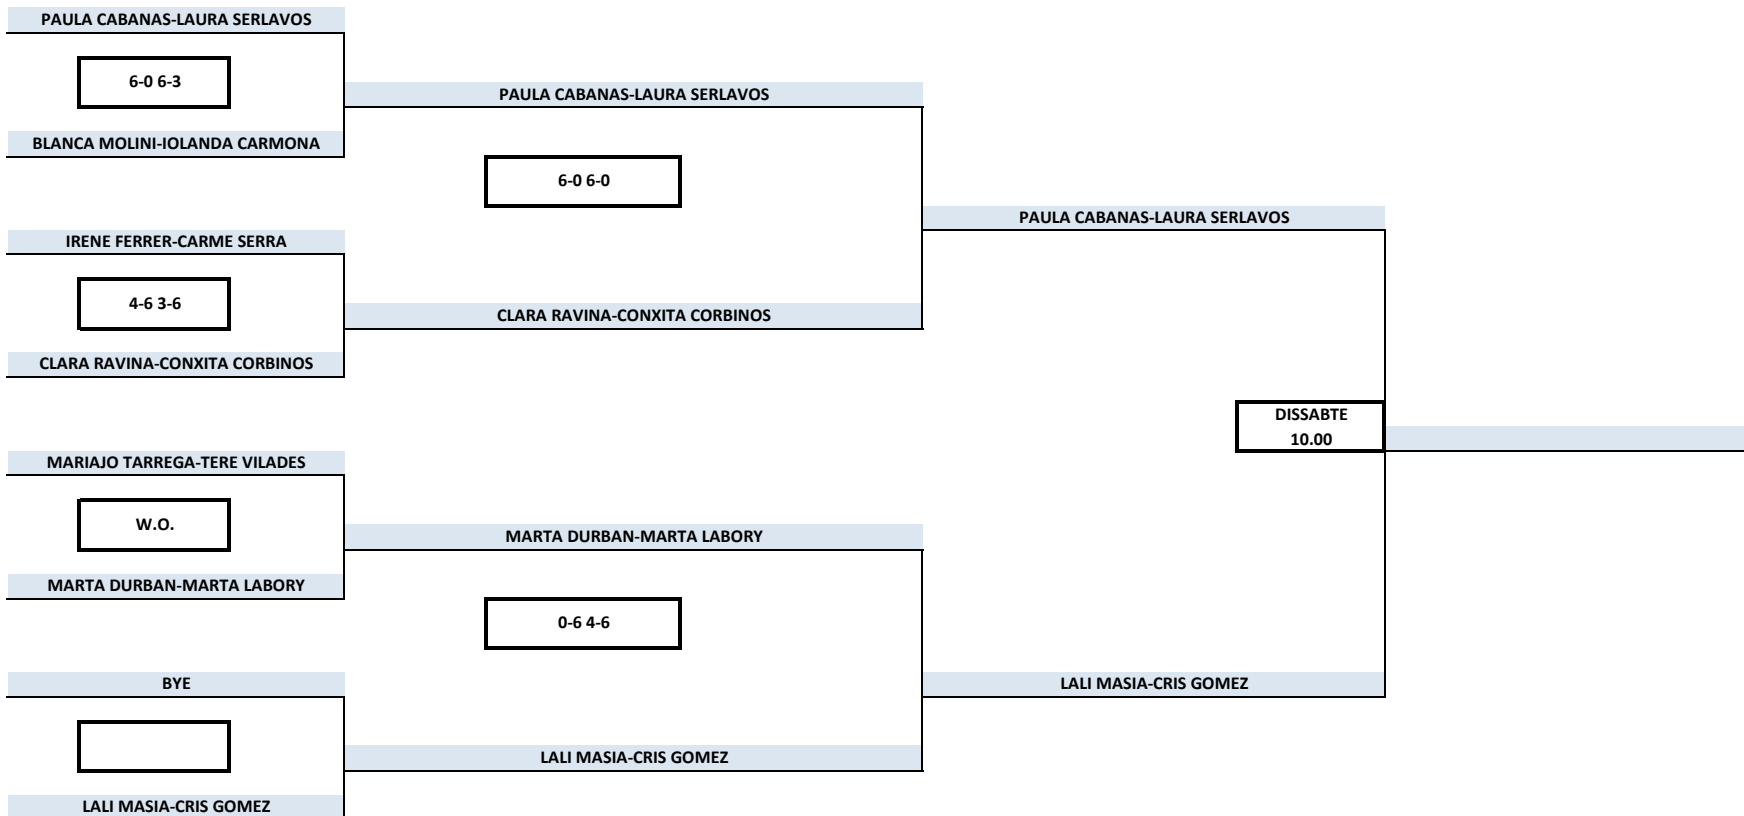 PAULA CABANAS-LAURA SERLAVOS
6-0 6-3
PAULA CABANAS-LAURA SERLAVOS
BLANCA MOLINI-IOLANDA CARMONA
6-0 6-0
PAULA CABANAS-LAURA SERLAVOS
IRENE FERRER-CARME SERRA
4-6 3-6
CLARA RAVINA-CONXITA CORBINOS
CLARA RAVINA-CONXITA CORBINOS
DISSABTE
10.00
MARIAJO TARREGA-TERE VILADES
W.O.
MARTA DURBAN-MARTA LABORY
MARTA DURBAN-MARTA LABORY
0-6 4-6
BYE
LALI MASIA-CRIS GOMEZ
LALI MASIA-CRIS GOMEZ
LALI MASIA-CRIS GOMEZ